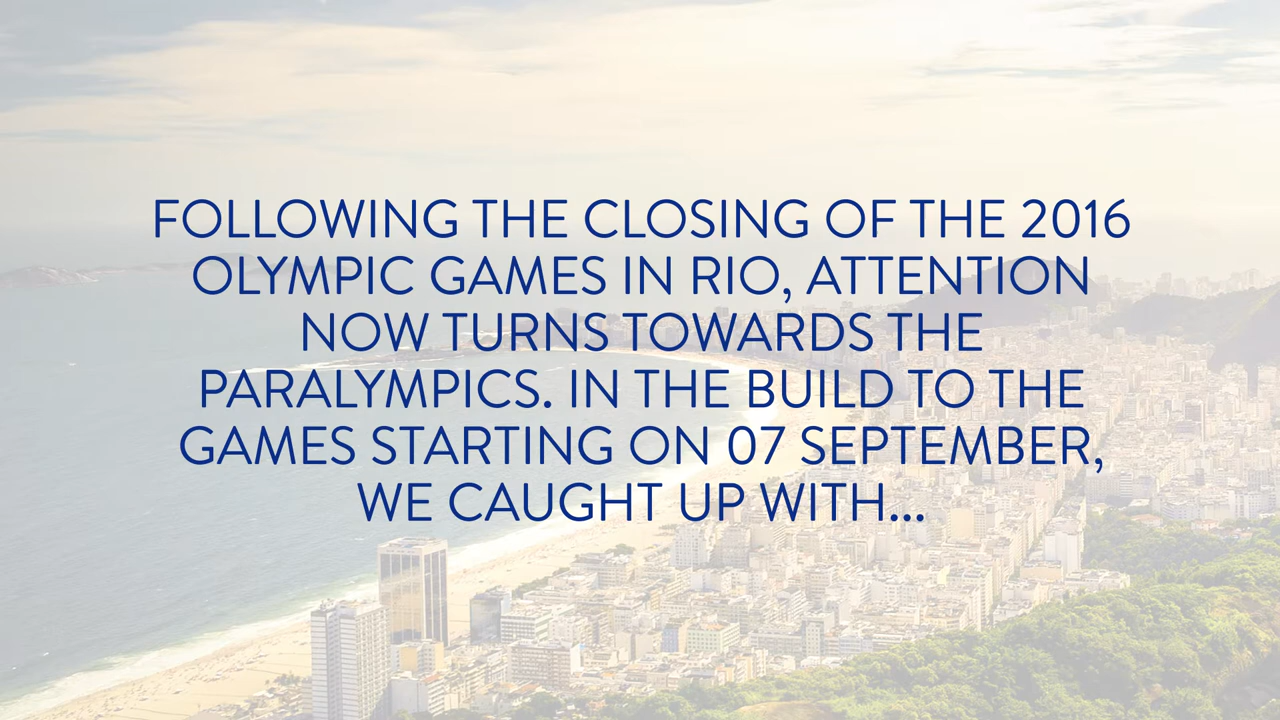 FOLLOWING THE CLOSING OF THE 2016
OLYMPIC GAMES IN RIO, ATTENTION
NOW TURNS TOWARDS THE
PARALYMPICS. IN THE BUILD TO THE
GAMES STARTING ON 07 SEPTEMBER,
WE CAUGHT UP WITH...